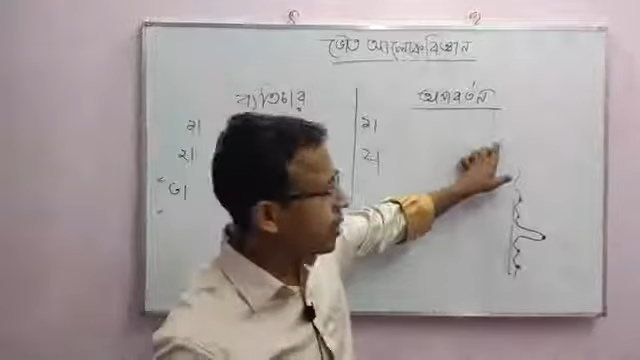 ভৌত আলোকবিজ্ঞান
ব্যতিচার
অপবর্তন
১।
১।
২।
২।
৩।